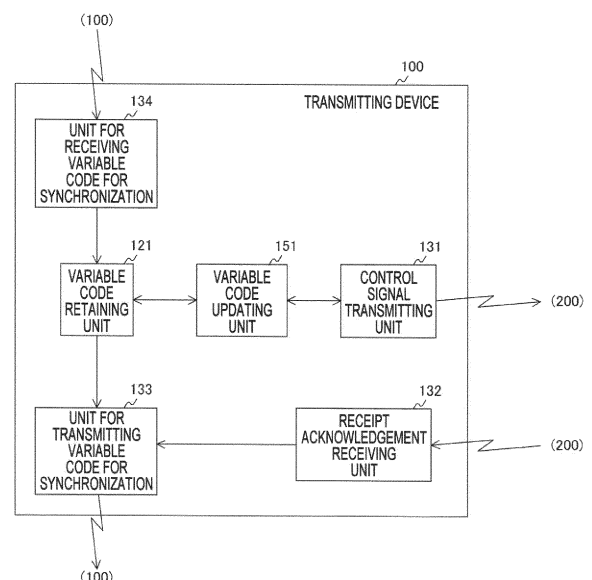 (100)
100
TRANSMITTING DEVICE
134
UNIT FOR
RECEIVING
VARIABLE
CODE FOR
SYNCHRONIZATION
121
VARIABLE
CODE
RETAINING
UNIT
151
VARIABLE
CODE
UPDATING
UNIT
131
CONTROL
SIGNAL
TRANSMITTING
UNIT
(200)
133
UNIT FOR
TRANSMITTING
VARIABLE
CODE FOR
SYNCHRONIZATION
132
RECEIPT
ACKNOWLEDGEMENT
RECEIVING
UNIT
(200)
(100)